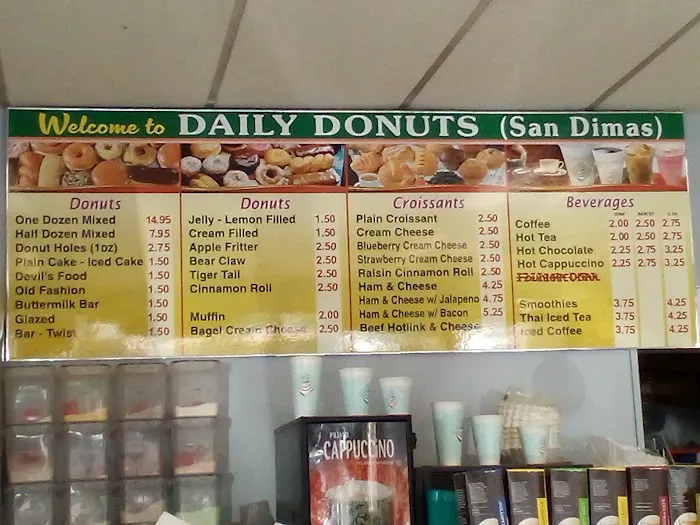 Welcome to DAILY DONUTS (San Dimas)
Donuts
One Dozen Mixed 14.95
Half Dozen Mixed 7.95
Donut Holes (1DZ) 2.75
Plain Cake - Iced Cake 1.50
Devil's Food 1.50
Old Fashion 1.50
Buttermilk Bar 1.50
Glazed 1.50
Bar - Twist 1.50
Donuts
Jelly - Lemon Filled 1.50
Cream Filled 1.50
Apple Fritter 2.50
Bear Claw 2.50
Tiger Tail 2.50
Cinnamon Roll 2.50
Muffin 2.00
Bagel Cream Cheese 2.50
Croissants
Plain Croissant 2.50
Cream Cheese 2.50
Blueberry Cream Cheese 2.50
Strawberry Cream Cheese 2.50
Raisin Cinnamon Roll 2.50
Ham & Cheese 4.25
Ham & Cheese w/ Jalapeno 4.75
Ham & Cheese w/ Bacon 5.25
Beef Hotlink & Cheese
Beverages
Coffee 2.00 2.50 2.75
Hot Tea 2.00 2.50 2.75
Hot Chocolate 2.25 2.75 3.25
Hot Cappuccino 2.25 2.75 3.25
Smoothies 3.75 4.25
Thai Iced Tea 3.75 4.25
Iced Coffee 3.75 4.25
CAPPUCCINO